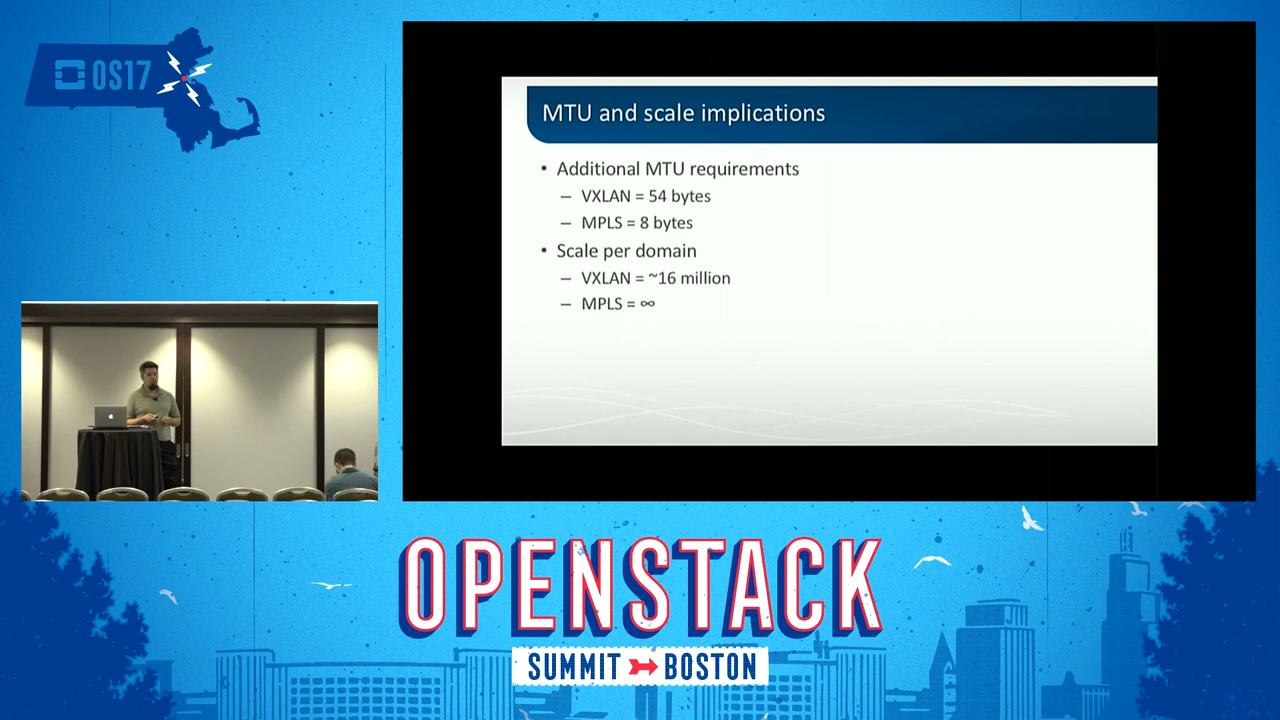 OS17
MTU and scale implications
• Additional MTU requirements
– VXLAN = 54 bytes
– MPLS = 8 bytes
• Scale per domain
– VXLAN = ~16 million
– MPLS = ∞
OPENSTACK
SUMMIT BOSTON